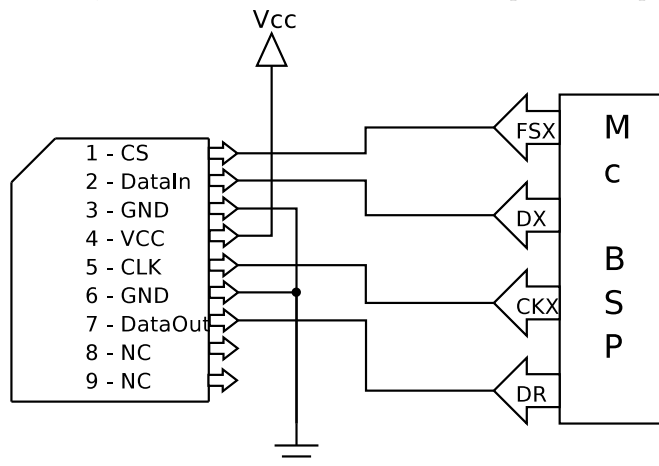 Vcc
1 - CS
2 - DataIn
3 - GND
4 - VCC
5 - CLK
6 - GND
7 - DataOut
8 - NC
9 - NC
FSX
DX
CKX
DR
M
c
B
S
P